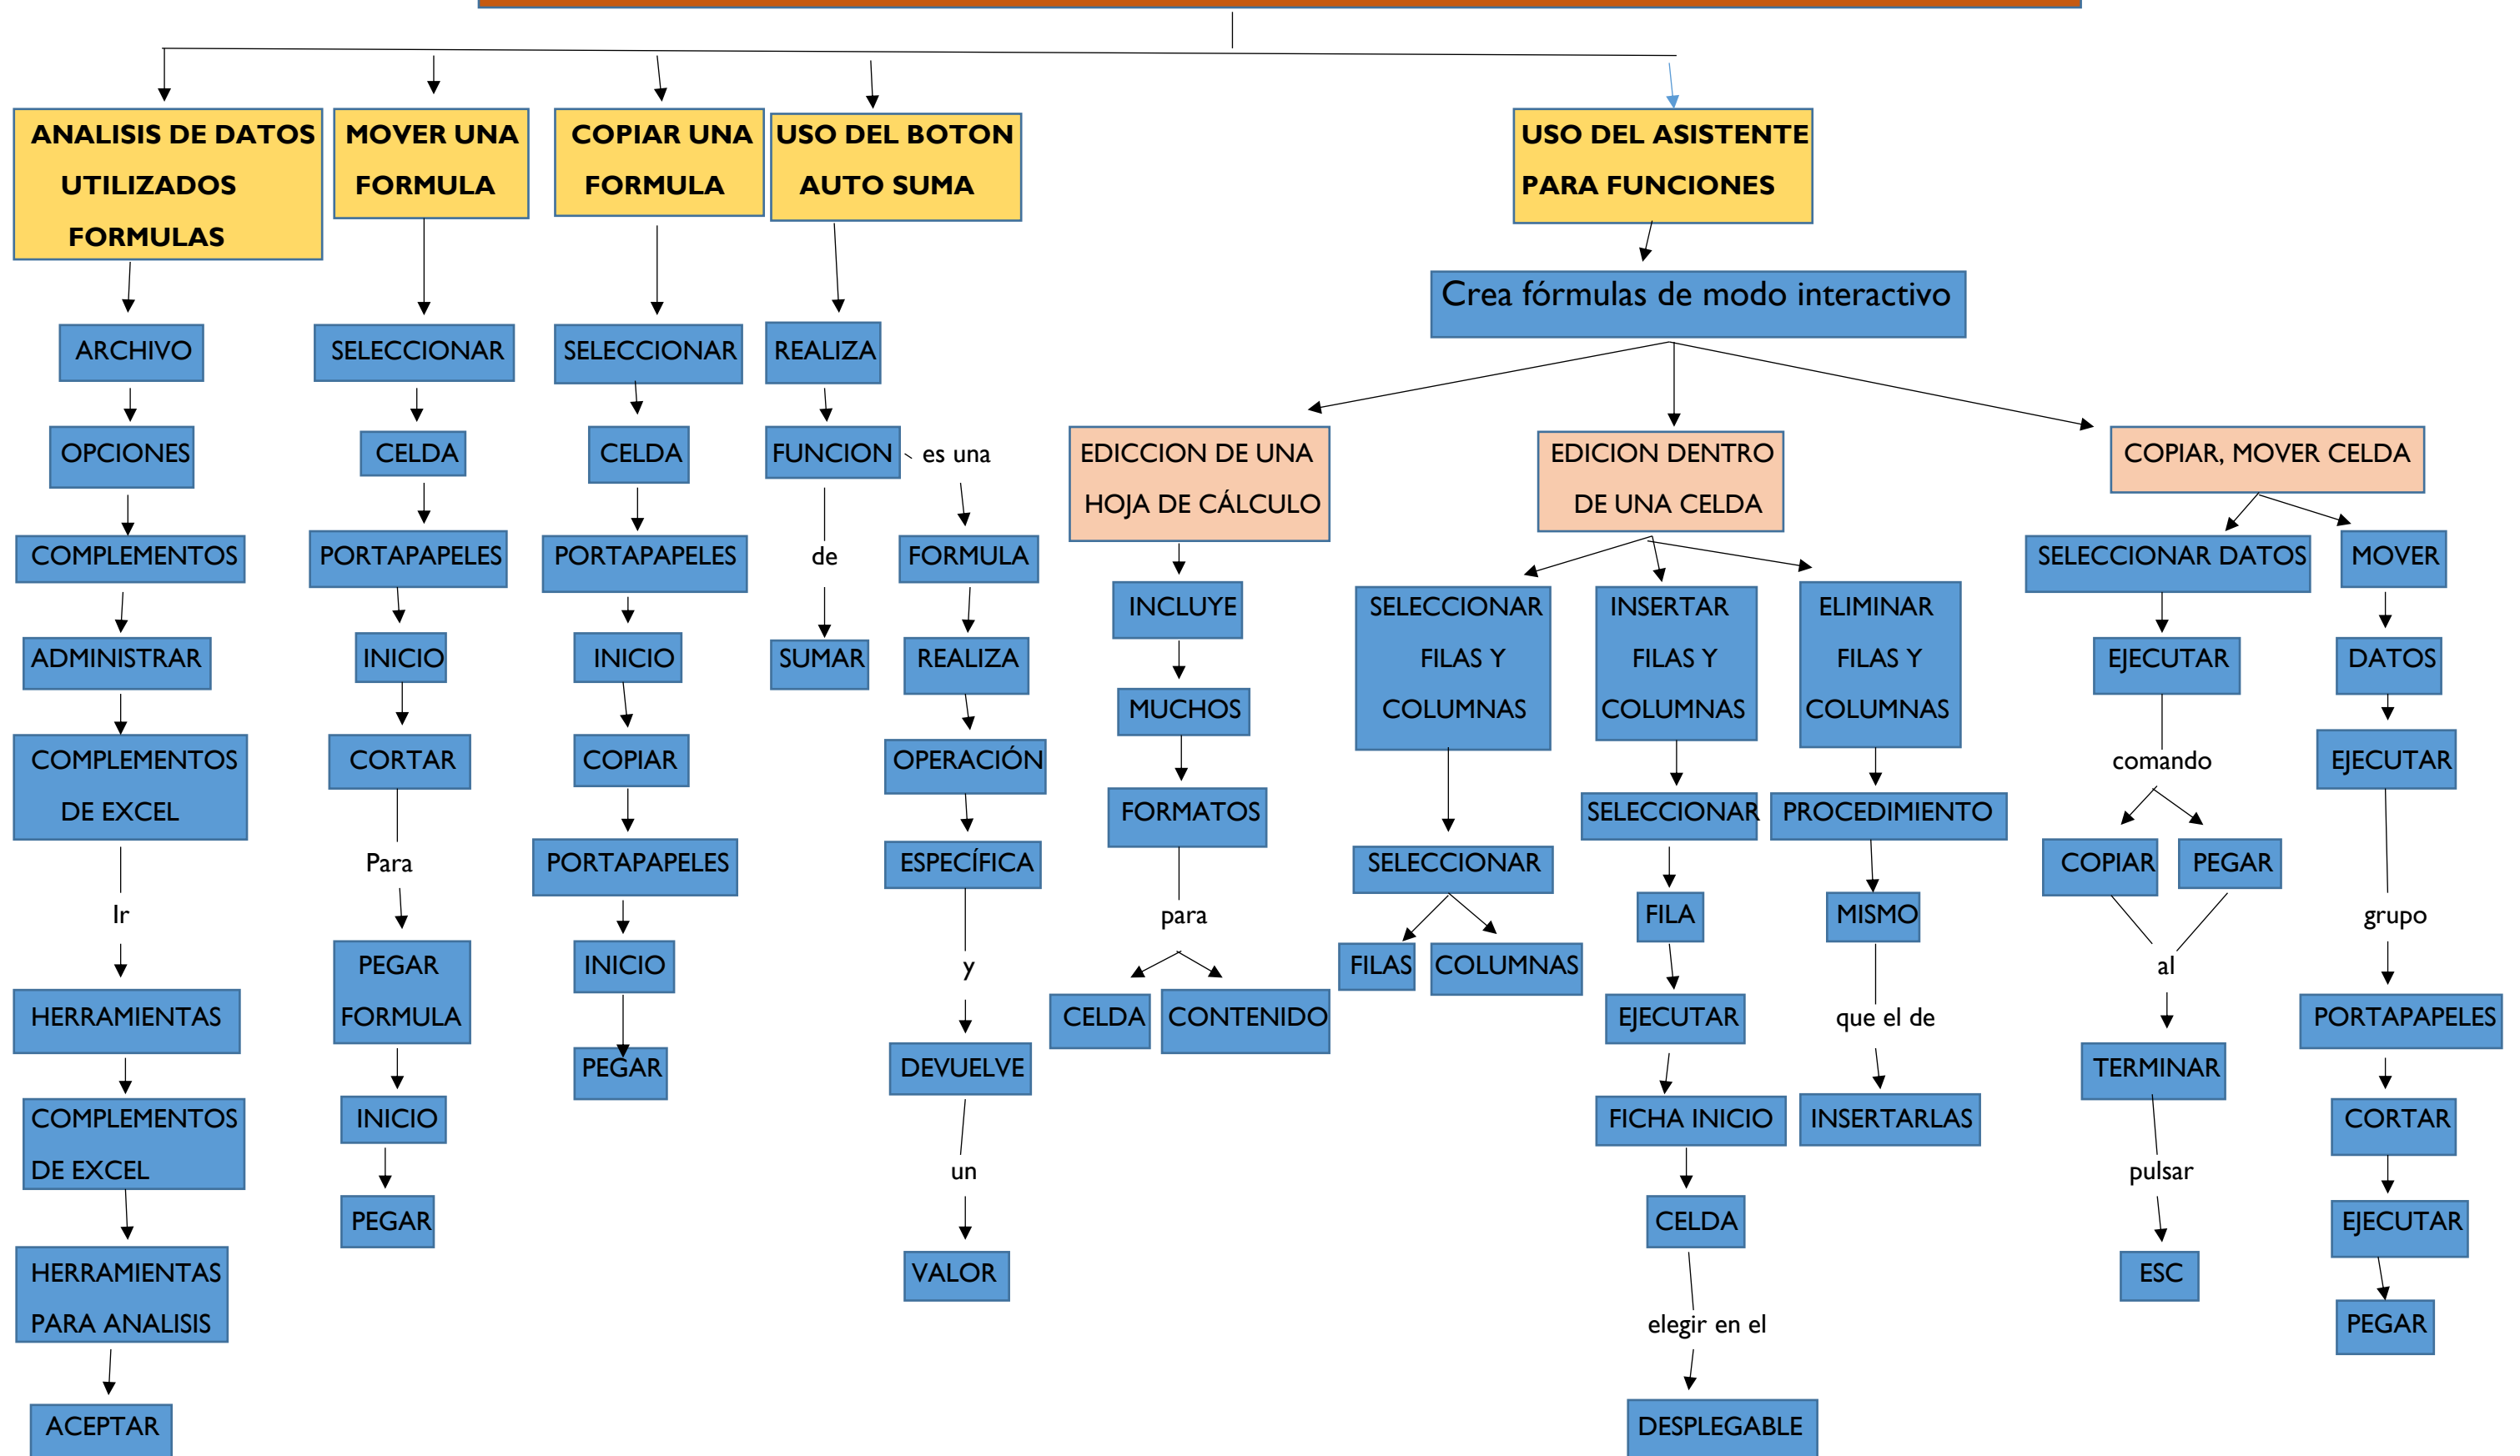 ANALISIS DE DATOS
UTILIZADOS
FORMULAS
MOVER UNA
FORMULA
COPIAR UNA
FORMULA
USO DEL BOTON
AUTO SUMA
USO DEL ASISTENTE
PARA FUNCIONES
ARCHIVO
OPCIONES
COMPLEMENTOS
ADMINISTRAR
COMPLEMENTOS
DE EXCEL
Ir
HERRAMIENTAS
COMPLEMENTOS
DE EXCEL
HERRAMIENTAS
PARA ANALISIS
ACEPTAR
SELECCIONAR
CELDA
PORTAPAPELES
INICIO
CORTAR
Para
PEGAR
FORMULA
INICIO
PEGAR
SELECCIONAR
CELDA
PORTAPAPELES
INICIO
COPIAR
PORTAPAPELES
INICIO
PEGAR
REALIZA
FUNCION
de
SUMAR
es una
FORMULA
REALIZA
OPERACIÓN
ESPECÍFICA
y
DEVUELVE
un
VALOR
Crea fórmulas de modo interactivo
EDICCION DE UNA
HOJA DE CÁLCULO
INCLUYE
MUCHOS
FORMATOS
para
CELDA
CONTENIDO
EDICION DENTRO
DE UNA CELDA
SELECCIONAR
FILAS Y
COLUMNAS
SELECCIONAR
FILAS
COLUMNAS
INSERTAR
FILAS Y
COLUMNAS
SELECCIONAR
FILA
EJECUTAR
FICHA INICIO
CELDA
elegir en el
DESPLEGABLE
ELIMINAR
FILAS Y
COLUMNAS
PROCEDIMIENTO
MISMO
que el de
INSERTARLAS
COPIAR, MOVER CELDA
SELECCIONAR DATOS
EJECUTAR
comando
COPIAR
PEGAR
al
TERMINAR
pulsar
ESC
MOVER
DATOS
EJECUTAR
grupo
PORTAPAPELES
CORTAR
EJECUTAR
PEGAR